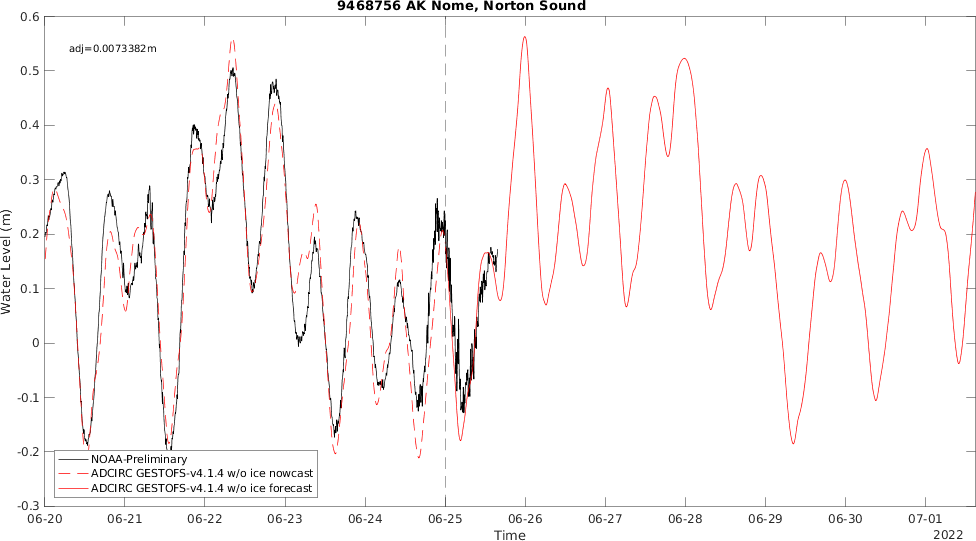 9468756 AK Nome, Norton Sound
adj=0.0073382m
0.6
0.5
0.4
0.3
0.2
0.1
0
-0.1
-0.2
-0.3
Water Level (m)
NOAA-Preliminary
ADCIRC GESTOFS-v4.1.4 w/o ice nowcast
ADCIRC GESTOFS-v4.1.4 w/o ice forecast
06-20 06-21 06-22 06-23 06-24 06-25 06-26 06-27 06-28 06-29 06-30 07-01
Time
2022